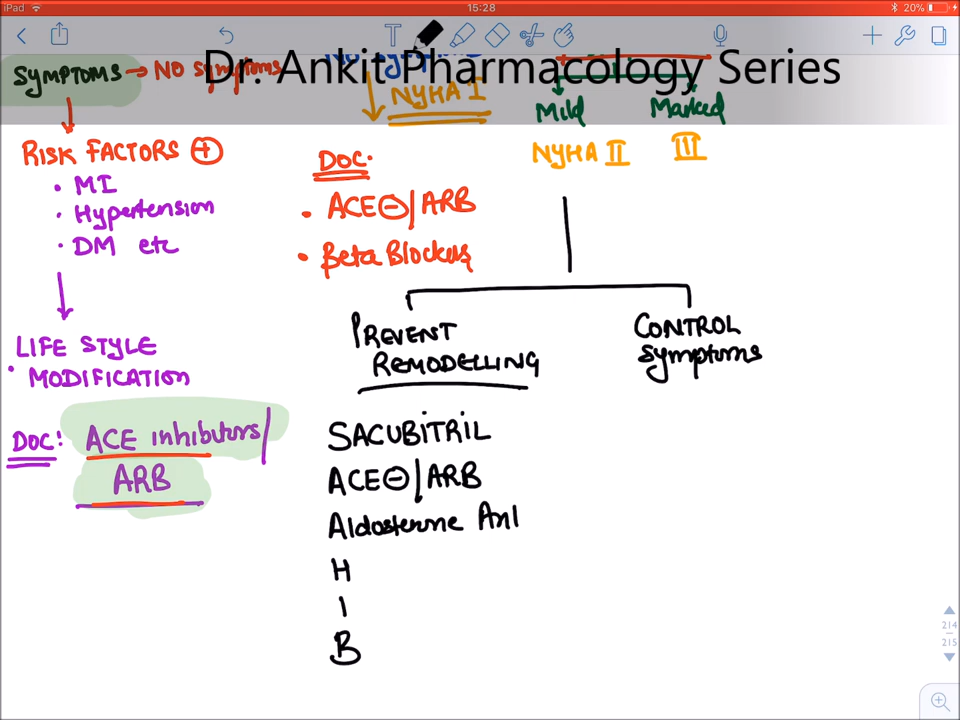 iPad
15:28
20%
Dr. Ankit Pharmacology Series
SYMPTOMS → NO Symptoms
NYHA I
Mild
Marked
NYHA II
III
RISK FACTORS +
• MI
• Hypertension
• DM etc
LIFE STYLE
• MODIFICATION
DOC: ACE inhibitors/
ARB
DOC.
• ACE⊖/ARB
• Beta Blockers
PREVENT
REMODELLING
CONTROL
Symptoms
SACUBITRIL
ACE⊖/ARB
Aldosterone Ant
H
I
B
214
215